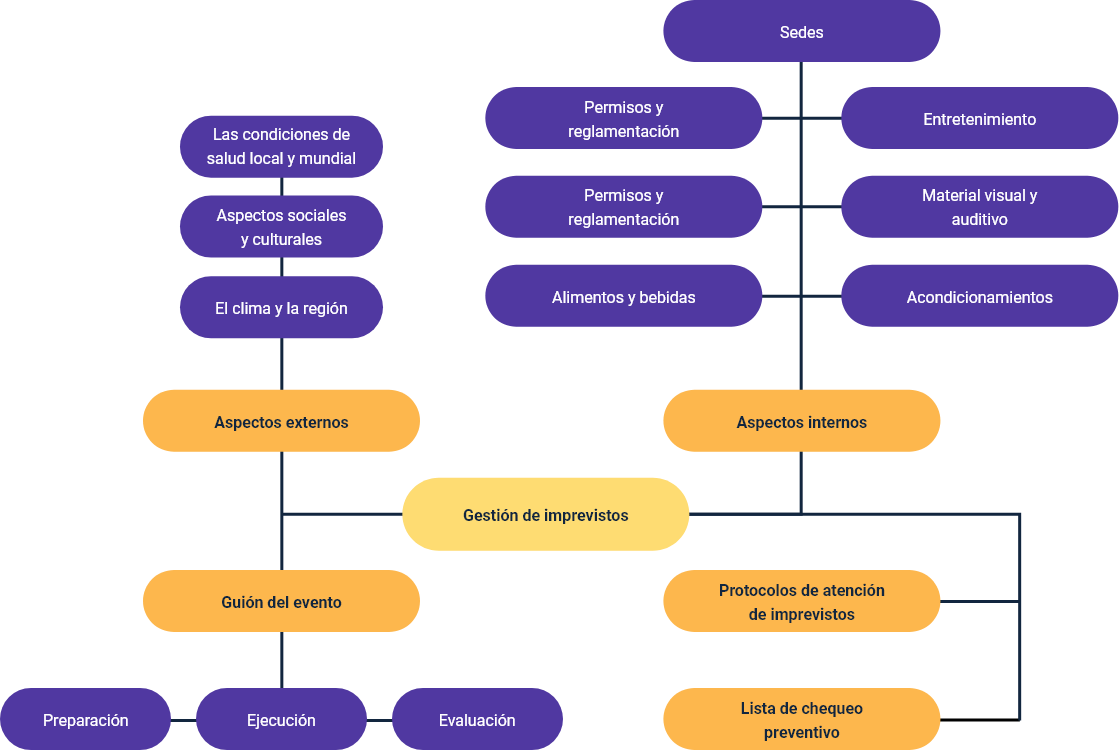 Sedes
Permisos y
reglamentación
Entretenimiento
Las condiciones de
salud local y mundial
Permisos y
reglamentación
Material visual y
auditivo
Aspectos sociales
y culturales
Alimentos y bebidas
Acondicionamientos
El clima y la región
Aspectos externos
Aspectos internos
Gestión de imprevistos
Guión del evento
Protocolos de atención
de imprevistos
Preparación
Ejecución
Evaluación
Lista de chequeo
preventivo